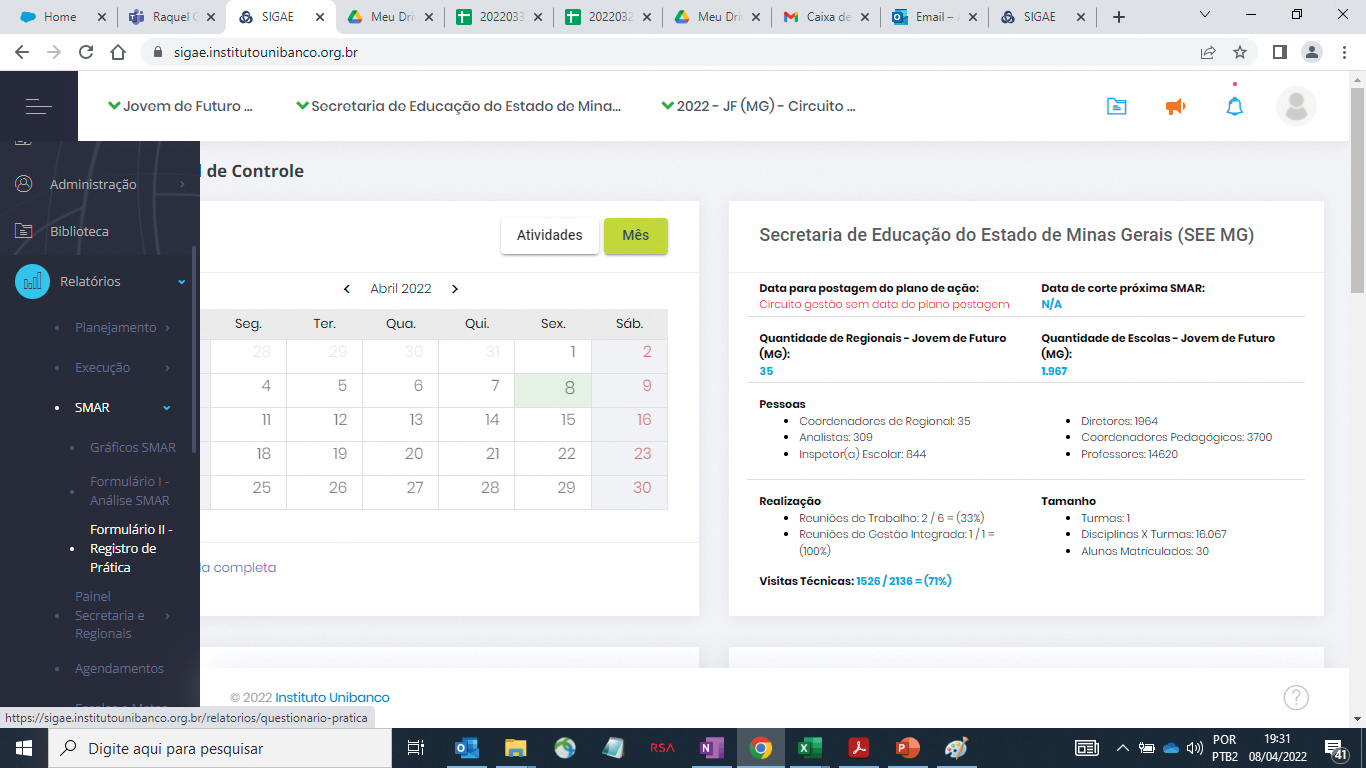 Home
Raquel C
SIGAE
Meu Dri
2022033
2022032
Meu Dri
Caixa de
Email –
SIGAE
sigae.institutounibanco.org.br
Jovem de Futuro ...
Secretaria de Educação do Estado de Mina...
2022 - JF (MG) - Circuito ...
Administração
Biblioteca
Relatórios
Planejamento
Execução
SMAR
Gráficos SMAR
Formulário I -
Análise SMAR
Formulário II -
Registro de
Prática
Painel
Secretaria e
Regionais
Agendamentos
de Controle
Atividades
Mês
Abril 2022
Seg. Ter. Qua. Qui. Sex. Sáb.
28 29 30 31 1 2
4 5 6 7 8 9
11 12 13 14 15 16
18 19 20 21 22 23
25 26 27 28 29 30
la completa
Secretaria de Educação do Estado de Minas Gerais (SEE MG)
Data para postagem do plano de ação:
Circuito gestão sem data de plano postagem
Data de corte próxima SMAR:
N/A
Quantidade de Regionais - Jovem de Futuro
(MG):
35
Quantidade de Escolas - Jovem de Futuro
(MG):
1.967
Pessoas
Coordenadores de Regional: 35
Analistas: 309
Inspetor(a) Escolar: 844
Diretores: 1964
Coordenadores Pedagógicos: 3700
Professores: 14620
Realização
Reuniões de Trabalho: 2 / 6 = (33%)
Reuniões de Gestão Integrada: 1 / 1 =
(100%)
Tamanho
Turmas: 1
Disciplinas X Turmas: 16.067
Alunos Matrículados: 30
Visitas Técnicas: 1526 / 2136 = (71%)
© 2022 Instituto Unibanco
https://sigae.institutounibanco.org.br/relatorios/questionario-pratica
Digite aqui para pesquisar
RSA
POR
PTB2
19:31
08/04/2022
41